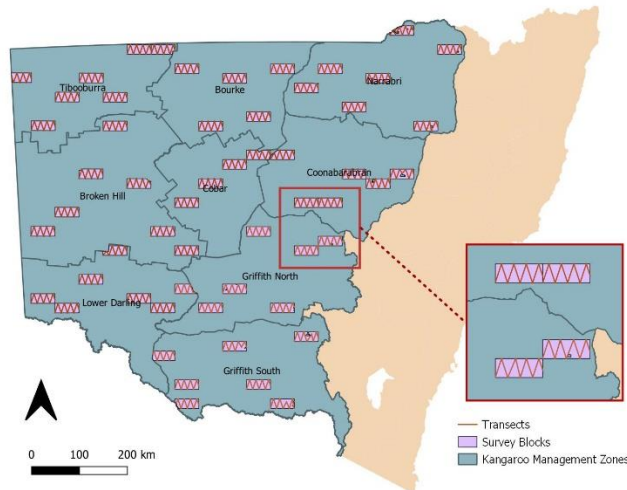 Tibooburra
Bourke
Narrabri
Broken Hill
Cobar
Coonabarabran
Griffith North
Lower Darling
Griffith South
0 100 200 km
Transects
Survey Blocks
Kangaroo Management Zones